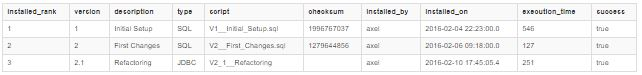 installed_rank version description type script checksum installed_by installed_on execution_time success
1 1 Initial Setup SQL V1__Initial_Setup.sql 1996767037 axel 2016-02-04 22:23:00.0 546 true
2 2 First Changes SQL V2__First_Changes.sql 1279644856 axel 2016-02-06 09:18:00.0 127 true
3 2.1 Refactoring JDBC V2_1__Refactoring axel 2016-02-10 17:45:05.4 251 true